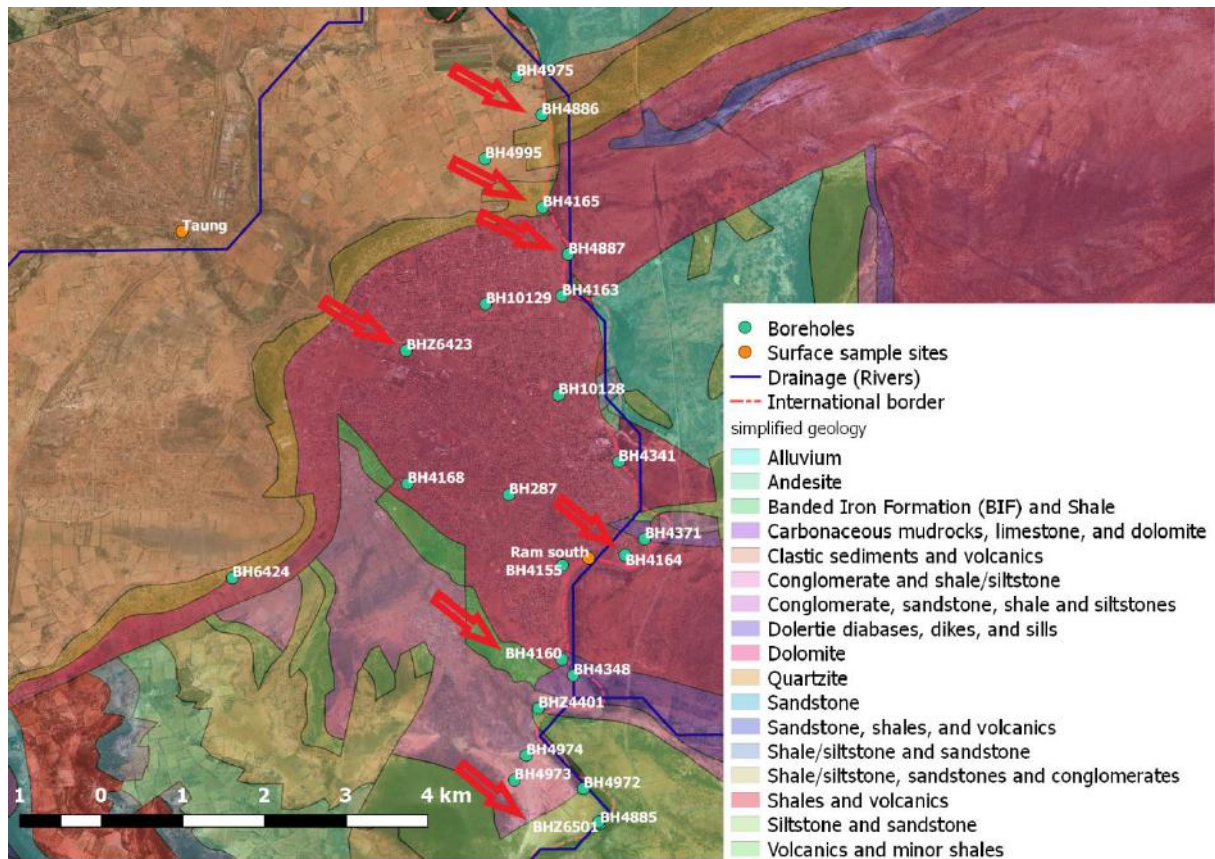 BH4975
BH4886
BH4995
BH4165
Taung
BH4887
BH4163
BH10129
BHZ6423
BH10128
BH4341
BH4168
BH287
BH4371
Ram south
BH4164
BH4155
BH6424
BH4160
BH4348
BHZ4401
BH4974
BH4973
BH4972
BHZ6501
BH4885
1 0 1 2 3 4 km
Boreholes
Surface sample sites
Drainage (Rivers)
International border
simplified geology
Alluvium
Andesite
Banded Iron Formation (BIF) and Shale
Carbonaceous mudrocks, limestone, and dolomite
Clastic sediments and volcanics
Conglomerate and shale/siltstone
Conglomerate, sandstone, shale and siltstones
Dolertie diabases, dikes, and sills
Dolomite
Quartzite
Sandstone
Sandstone, shales, and volcanics
Shale/siltstone and sandstone
Shale/siltstone, sandstones and conglomerates
Shales and volcanics
Siltstone and sandstone
Volcanics and minor shales